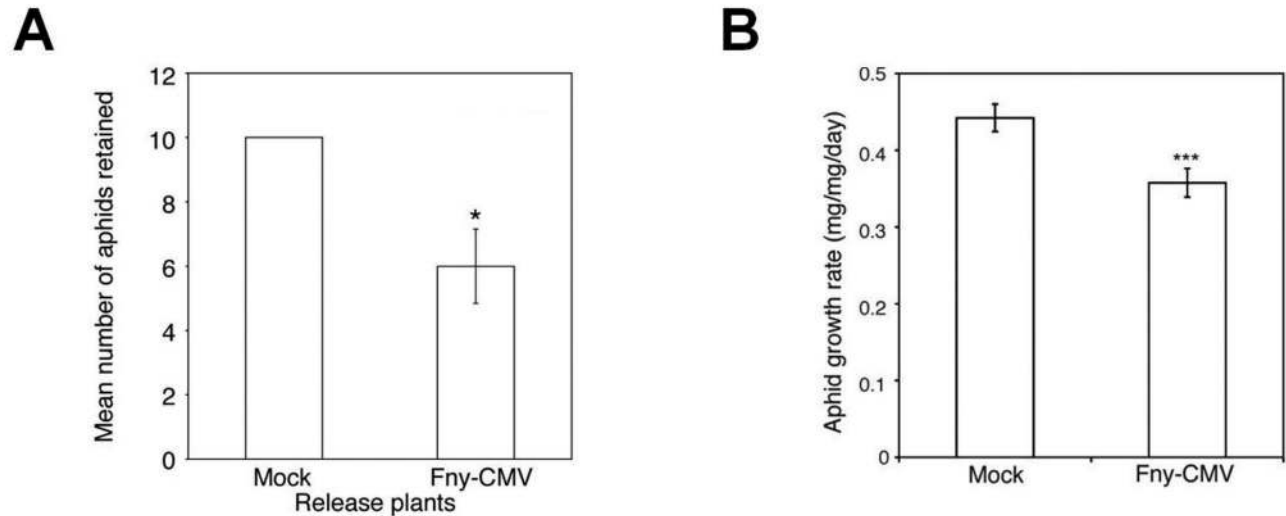 A
Mean number of aphids retained
12
10
8
6
4
2
0
*
Mock
Fny-CMV
Release plants
B
Aphid growth rate (mg/mg/day)
0.5
0.4
0.3
0.2
0.1
0
***
Mock
Fny-CMV